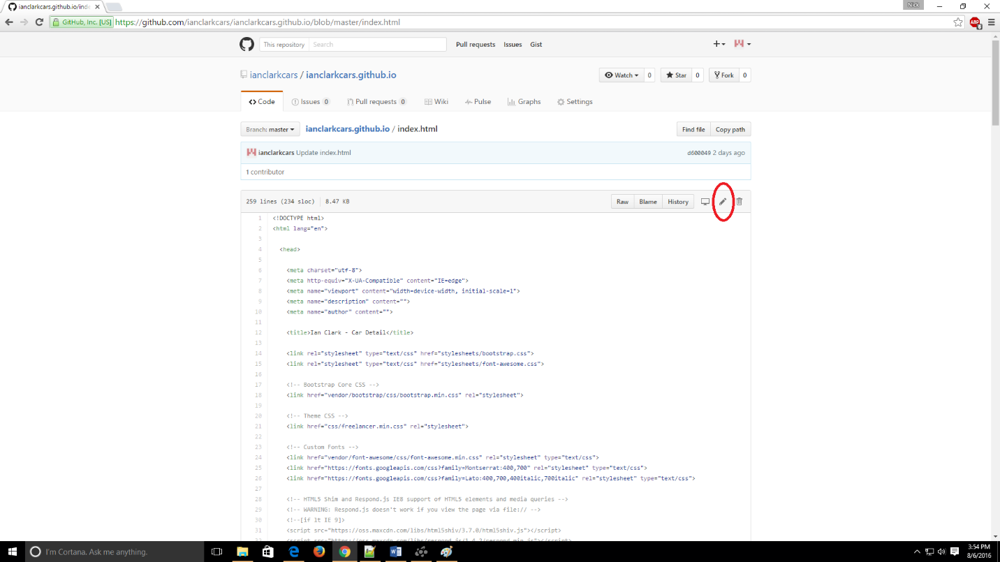 ianclarkcars.github.io/inde
Nick
GitHub, Inc. [US] https://github.com/ianclarkcars/ianclarkcars.github.io/blob/master/index.html
ABP
This repository Search Pull requests Issues Gist
ianclarkcars / ianclarkcars.github.io Watch 0 Star 0 Fork 0
Code Issues 0 Pull requests 0 Wiki Pulse Graphs Settings
Branch: master ianclarkcars.github.io / index.html Find file Copy path
ianclarkcars Update index.html d600049 2 days ago
1 contributor
259 lines (234 sloc) 8.47 KB Raw Blame History
1 <!DOCTYPE html>
2 <html lang="en">
3
4 <head>
5
6 <meta charset="utf-8">
7 <meta http-equiv="X-UA-Compatible" content="IE=edge">
8 <meta name="viewport" content="width=device-width, initial-scale=1">
9 <meta name="description" content="">
10 <meta name="author" content="">
11
12 <title>Ian Clark - Car Detail</title>
13
14 <link rel="stylesheet" type="text/css" href="stylesheets/bootstrap.css">
15 <link rel="stylesheet" type="text/css" href="stylesheets/font-awesome.css">
16
17 <!-- Bootstrap Core CSS -->
18 <link href="vendor/bootstrap/css/bootstrap.min.css" rel="stylesheet">
19
20 <!-- Theme CSS -->
21 <link href="css/freelancer.min.css" rel="stylesheet">
22
23 <!-- Custom Fonts -->
24 <link href="vendor/font-awesome/css/font-awesome.min.css" rel="stylesheet" type="text/css">
25 <link href="https://fonts.googleapis.com/css?family=Montserrat:400,700" rel="stylesheet" type="text/css">
26 <link href="https://fonts.googleapis.com/css?family=Lato:400,700,400italic,700italic" rel="stylesheet" type="text/css">
27
28 <!-- HTML5 Shim and Respond.js IE8 support of HTML5 elements and media queries -->
29 <!-- WARNING: Respond.js doesn't work if you view the page via file:// -->
30 <!--[if lt IE 9]>
31 <script src="https://oss.maxcdn.com/libs/html5shiv/3.7.0/html5shiv.js"></script>
I'm Cortana. Ask me anything.
3:54 PM
8/6/2016